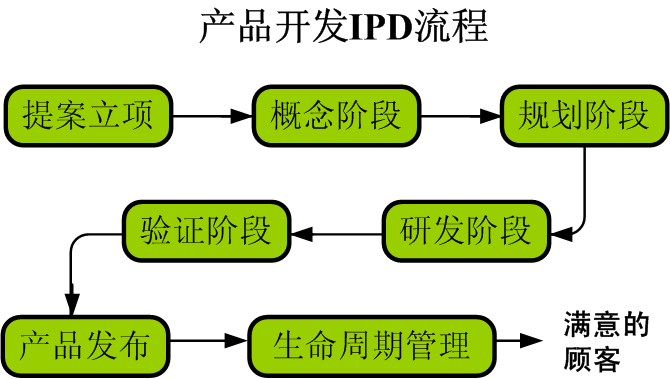 产品开发IPD流程
提案立项
概念阶段
规划阶段
验证阶段
研发阶段
产品发布
生命周期管理
满意的
顾客